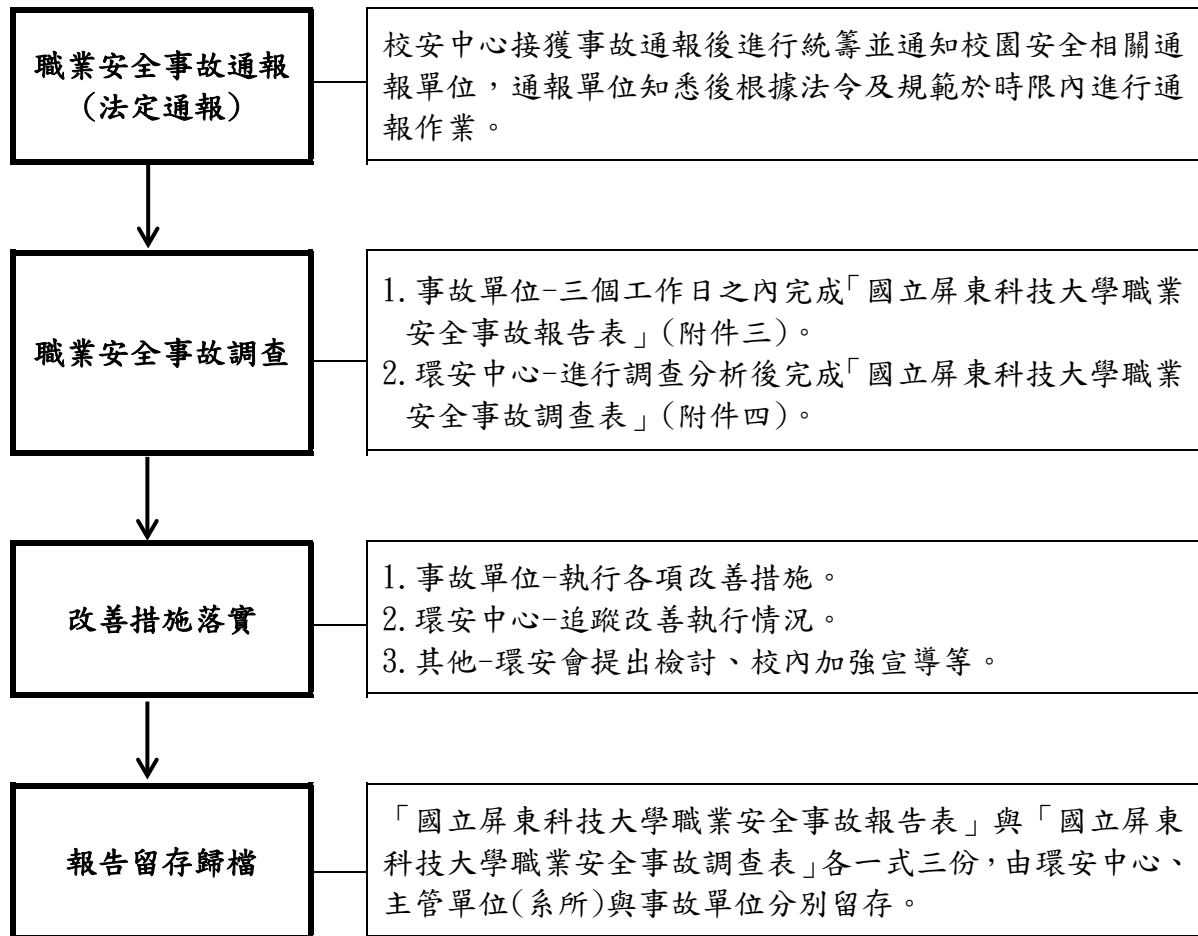 職業安全事故通報
(法定通報)
校安中心接獲事故通報後進行統籌並通知校園安全相關通
報單位，通報單位知悉後根據法令及規範於時限內進行通
報作業。
職業安全事故調查
1.事故單位-三個工作日之內完成「國立屏東科技大學職業
安全事故報告表」(附件三)。
2.環安中心-進行調查分析後完成「國立屏東科技大學職業
安全事故調查表」(附件四)。
改善措施落實
1.事故單位-執行各項改善措施。
2.環安中心-追蹤改善執行情況。
3.其他-環安會提出檢討、校內加強宣導等。
報告留存歸檔
「國立屏東科技大學職業安全事故報告表」與「國立屏東
科技大學職業安全事故調查表」各一式三份，由環安中心、
主管單位(系所)與事故單位分別留存。